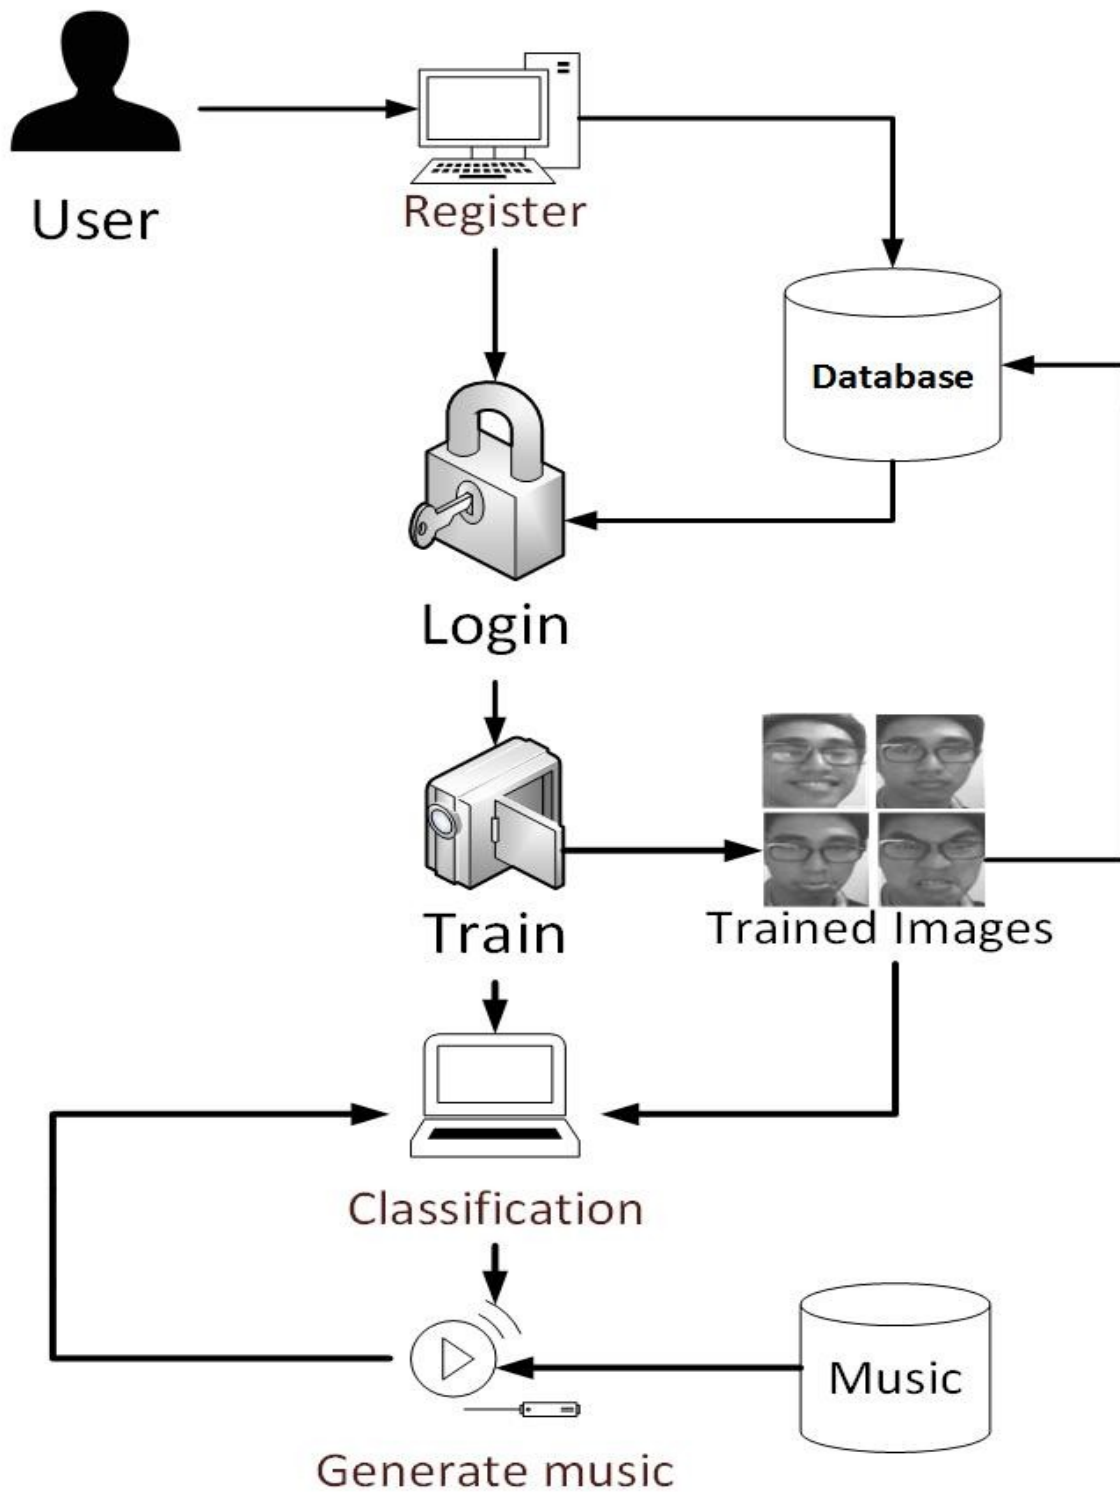 User
Register
Database
Login
Train
Trained Images
Classification
Music
Generate music